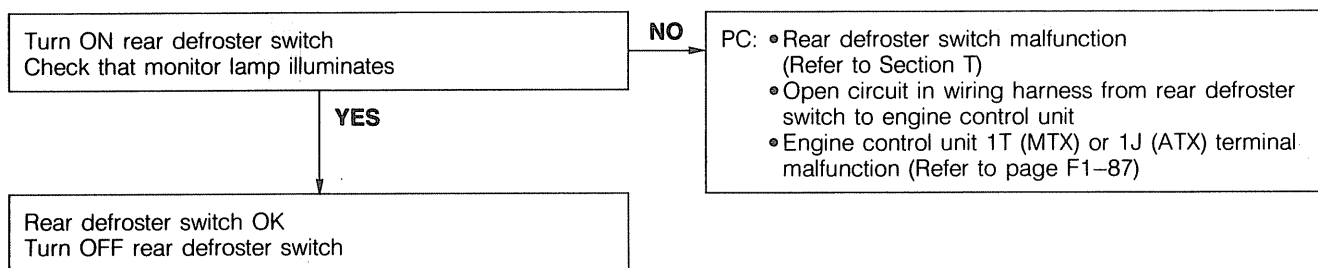 Turn ON rear defroster switch
Check that monitor lamp illuminates
NO
PC: • Rear defroster switch malfunction
(Refer to Section T)
• Open circuit in wiring harness from rear defroster
switch to engine control unit
• Engine control unit 1T (MTX) or 1J (ATX) terminal
malfunction (Refer to page F1–87)
YES
Rear defroster switch OK
Turn OFF rear defroster switch